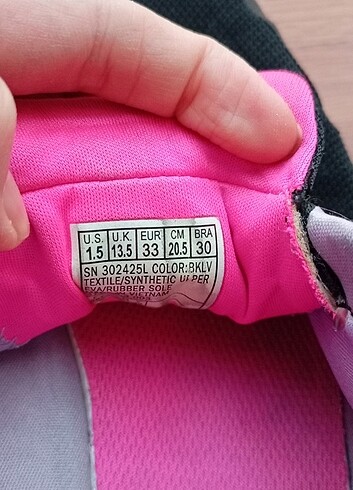 U.S. U.K. EUR CM BRA
1.5 13.5 33 20.5 30
SN 302425L COLOR:BKLV
TEXTILE/SYNTHETIC UPPER
EVA/RUBBER SOLE
VIETNAM